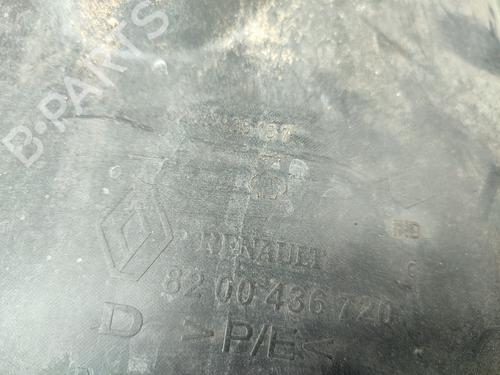 B-PARTS
RENAULT
82 00 436 720
D >P/E<